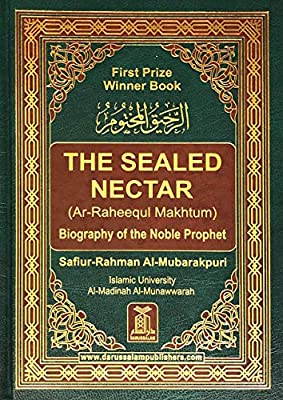 First Prize
Winner Book
الرحيق المختوم
THE SEALED
NECTAR
(Ar-Raheequl Makhtum)
Biography of the Noble Prophet
Safiur-Rahman Al-Mubarakpuri
Islamic University
Al-Madinah Al-Munawwarah
DARUSSALAM
www.darussalampublishers.com